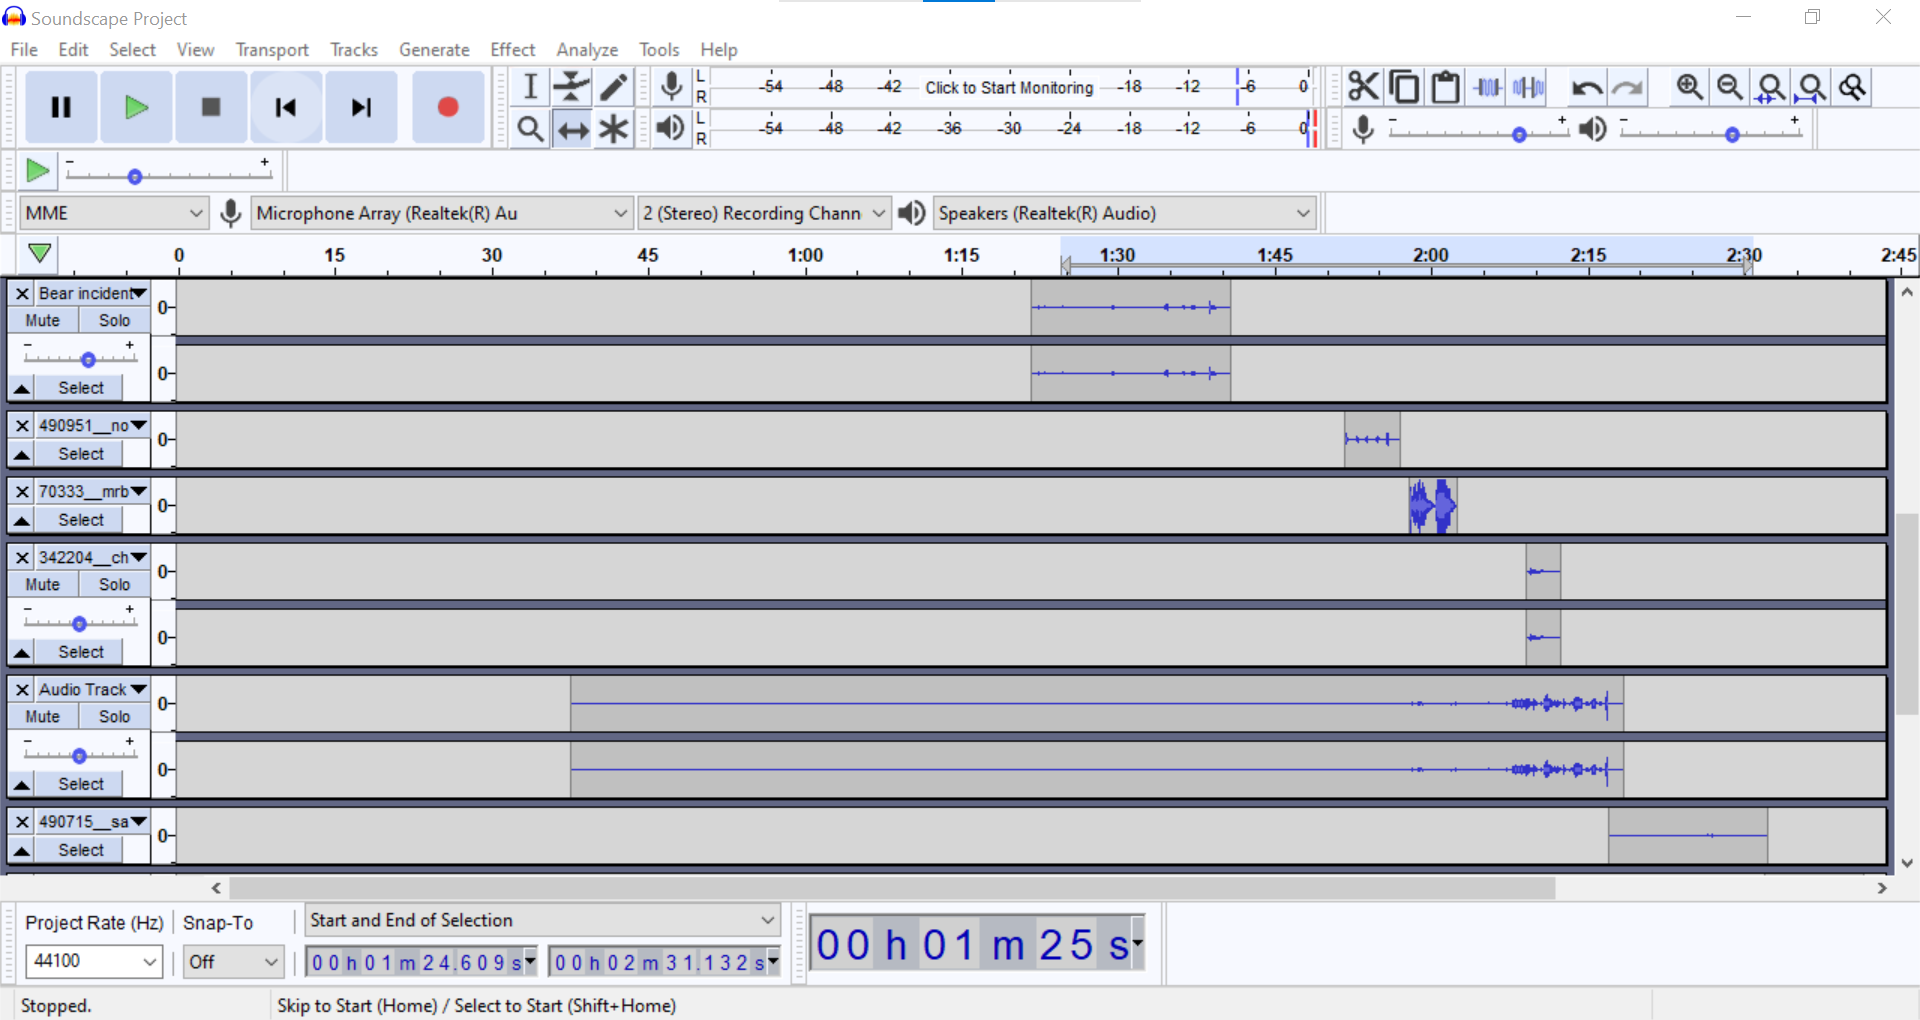 Soundscape Project
File Edit Select View Transport Tracks Generate Effect Analyze Tools Help
L R -54 -48 -42 Click to Start Monitoring -18 -12 -6 0
L R -54 -48 -42 -36 -30 -24 -18 -12 -6 0
- + - +
- +
MME Microphone Array (Realtek(R) Au 2 (Stereo) Recording Chann Speakers (Realtek(R) Audio)
0 15 30 45 1:00 1:15 1:30 1:45 2:00 2:15 2:30 2:45
Bear incident 0-
Mute Solo
- +
Select 0-
490951__no 0-
Select
70333__mrb 0-
Select
342204__ch 0-
Mute Solo
- +
Select 0-
Audio Track 0-
Mute Solo
- +
Select 0-
490715__sa 0-
Select
Project Rate (Hz) Snap-To Start and End of Selection
44100 Off 00 h 01 m 24.609 s 00 h 02 m 31.132 s 00 h 01 m 25 s
Stopped. Skip to Start (Home) / Select to Start (Shift+Home)